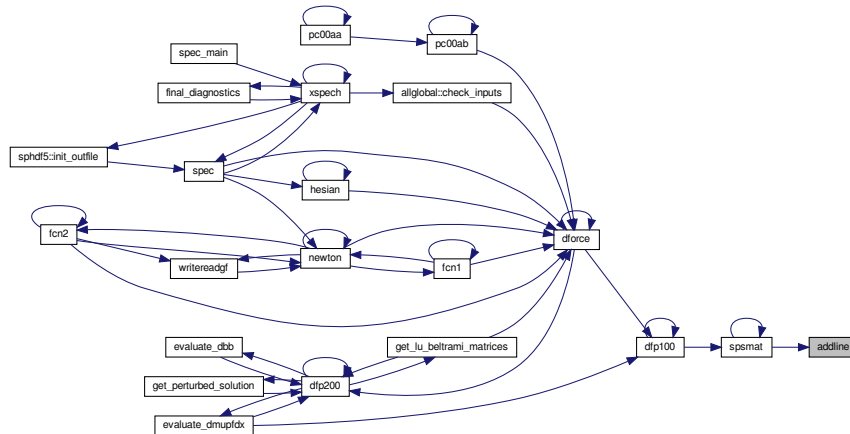 pc00aa
pc00ab
spec_main
xspech
final_diagnostics
allglobal::check_inputs
sphdf5::init_outfile
spec
hesian
fcn2
dforce
newton
writereadgf
fcn1
evaluate_dbb
get_lu_beltrami_matrices
dfp100
spsmat
addline
get_perturbed_solution
dfp200
evaluate_dmupfdx